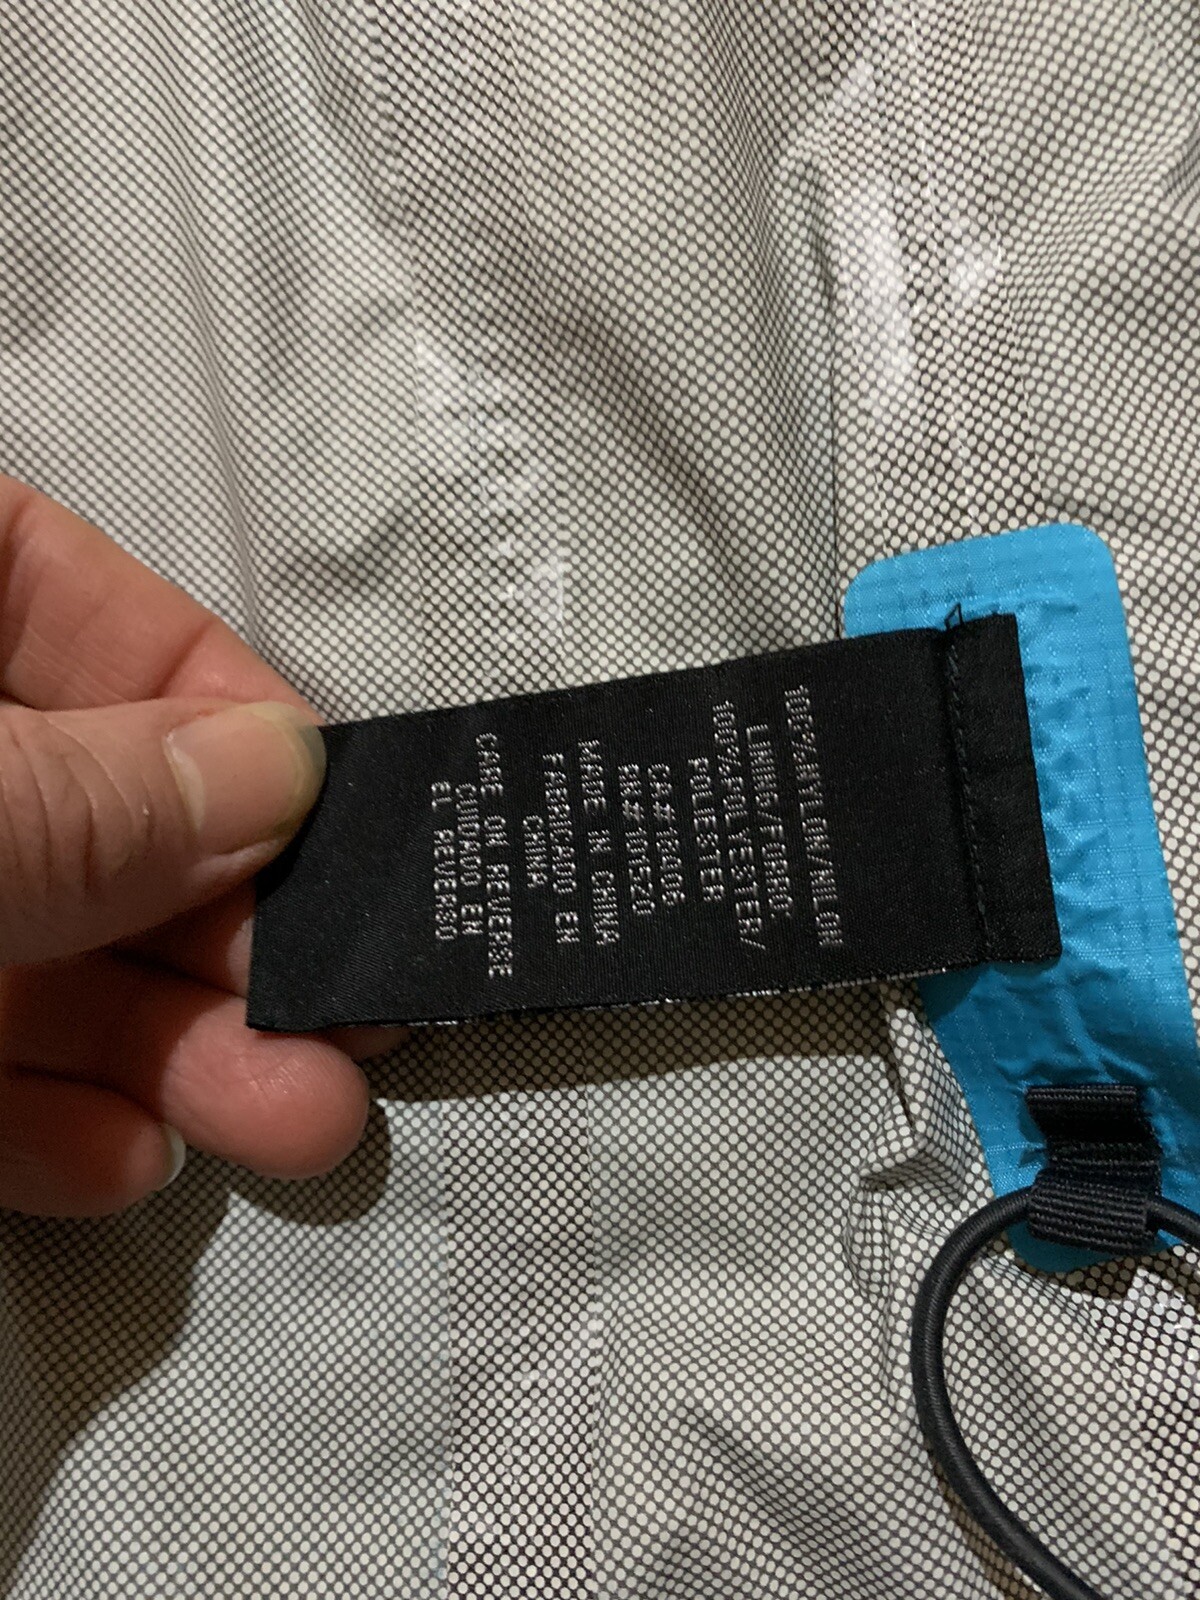 100%NYLON/NILON
LINING/FORRO:
100%POLYESTER/
POLIESTER
CA#12406
RN#101520
MADE IN CHINA
FABRICADO EN
CHINA
CARE ON REVERSE
CUIDADO EN
EL REVERSO